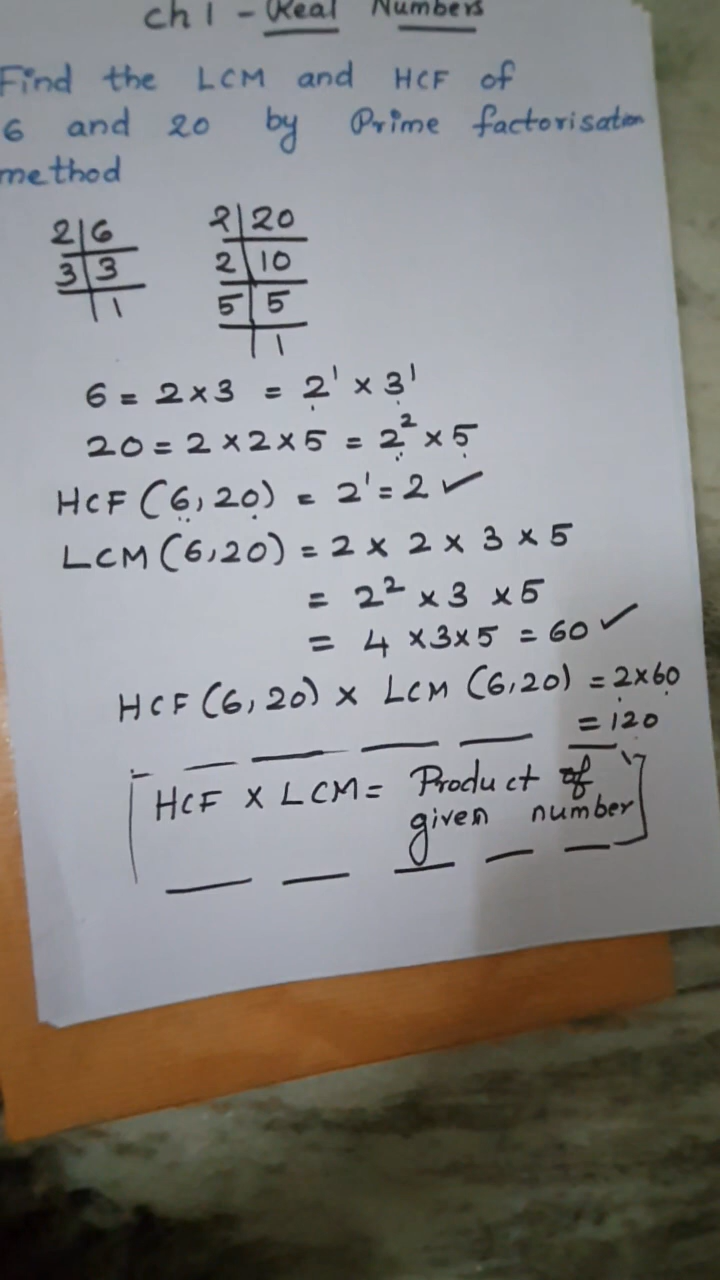 Ch 1 - Real Numbers
Find the LCM and HCF of
6 and 20 by Prime factorisation
method
2|6
3|3
|1
2|20
2|10
5|5
|1
6 = 2×3 = 2¹ × 3¹
20 = 2×2×5 = 2² × 5
HCF (6,20) = 2¹ = 2 ✓
LCM (6,20) = 2 × 2 × 3 × 5
= 2² × 3 × 5
= 4 × 3×5 = 60 ✓
HCF (6,20) × LCM (6,20) = 2×60
= 120
HCF × LCM = Product of
given number